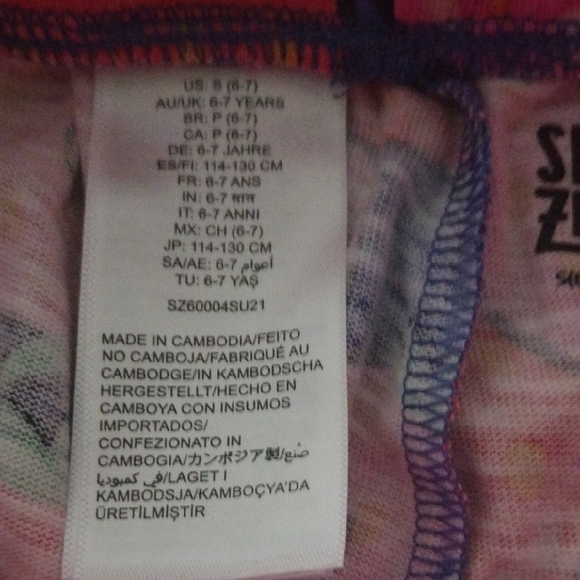 US: S (6-7)
AU/UK: 6-7 YEARS
BR: P (6-7)
CA: P (6-7)
DE: 6-7 JAHRE
ES/FI: 114-130 CM
FR: 6-7 ANS
IN: 6-7 साल
IT: 6-7 ANNI
MX: CH (6-7)
JP: 114-130 CM
SA/AE: 6-7 أعوام
TU: 6-7 YAŞ
SZ60004SU21
MADE IN CAMBODIA/FEITO
NO CAMBOJA/FABRIQUÉ AU
CAMBODGE/IN KAMBODSCHA
HERGESTELLT/HECHO EN
CAMBOYA CON INSUMOS
IMPORTADOS/
CONFEZIONATO IN
CAMBOGIA/カンボジア製/صنع
في كمبوديا/LAGET I
KAMBODSJA/KAMBOÇYA'DA
ÜRETİLMİŞTİR